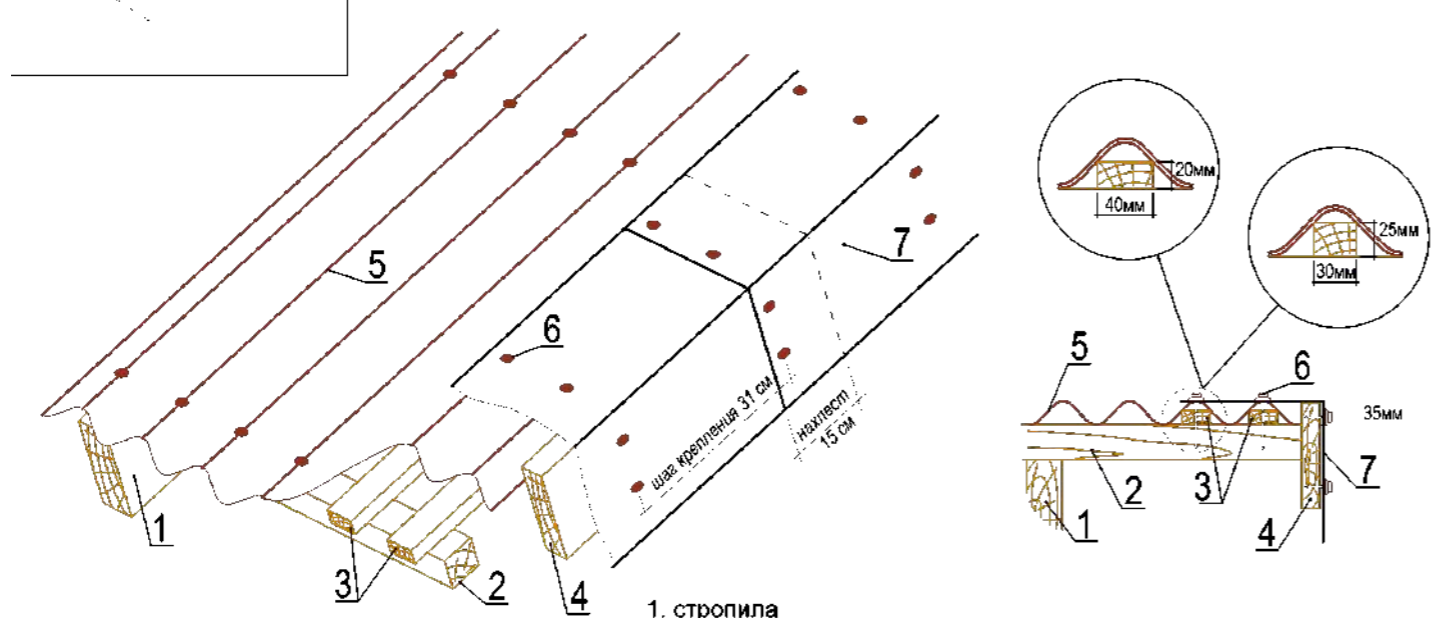 5
6
7
шаг крепления 31 см
нахлест
15 см
1
3
2
4
1. стропила
20мм
40мм
25мм
30мм
5
6
35мм
2
3
7
1
4